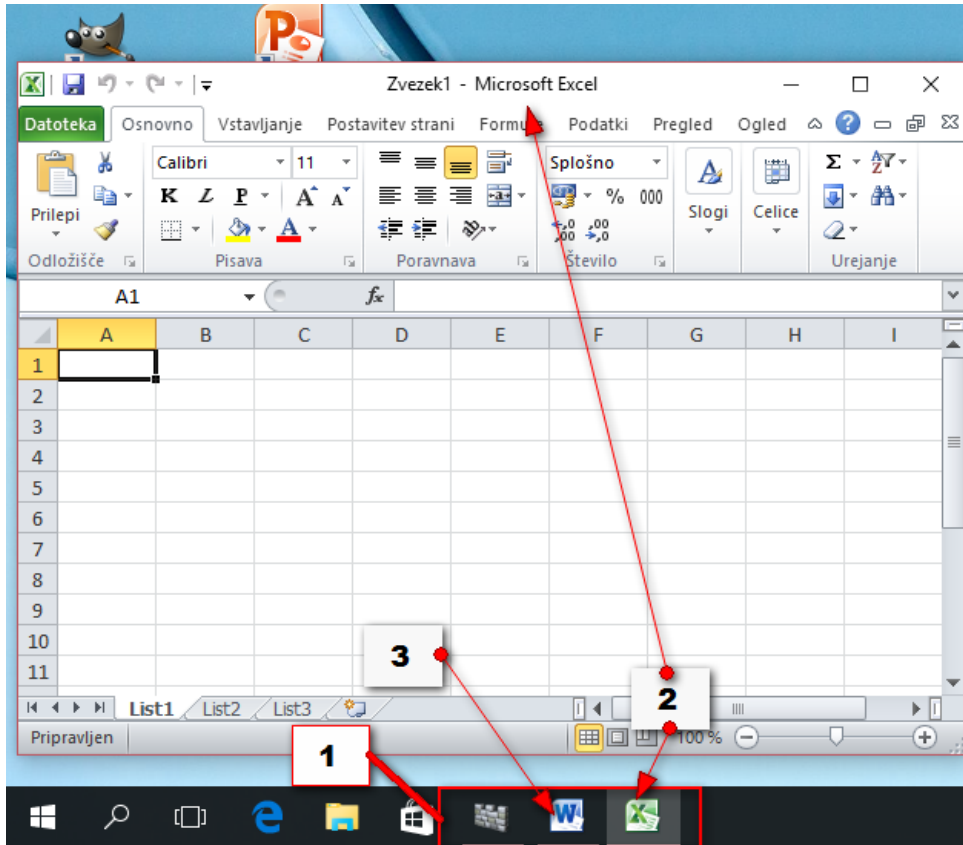 Zvezek1 - Microsoft Excel
Datoteka Osnovno Vstavljanje Postavitev strani Formule Podatki Pregled Ogled
Calibri 11 Splošno Σ
K L P A A % 000
Prilepi Slogi Celice
Odložišče Pisava Poravnava Število Urejanje
A1 fx
A B C D E F G H I
1
2
3
4
5
6
7
8
9
10
11
3
2
List1 List2 List3
Pripravljen 100 %
1